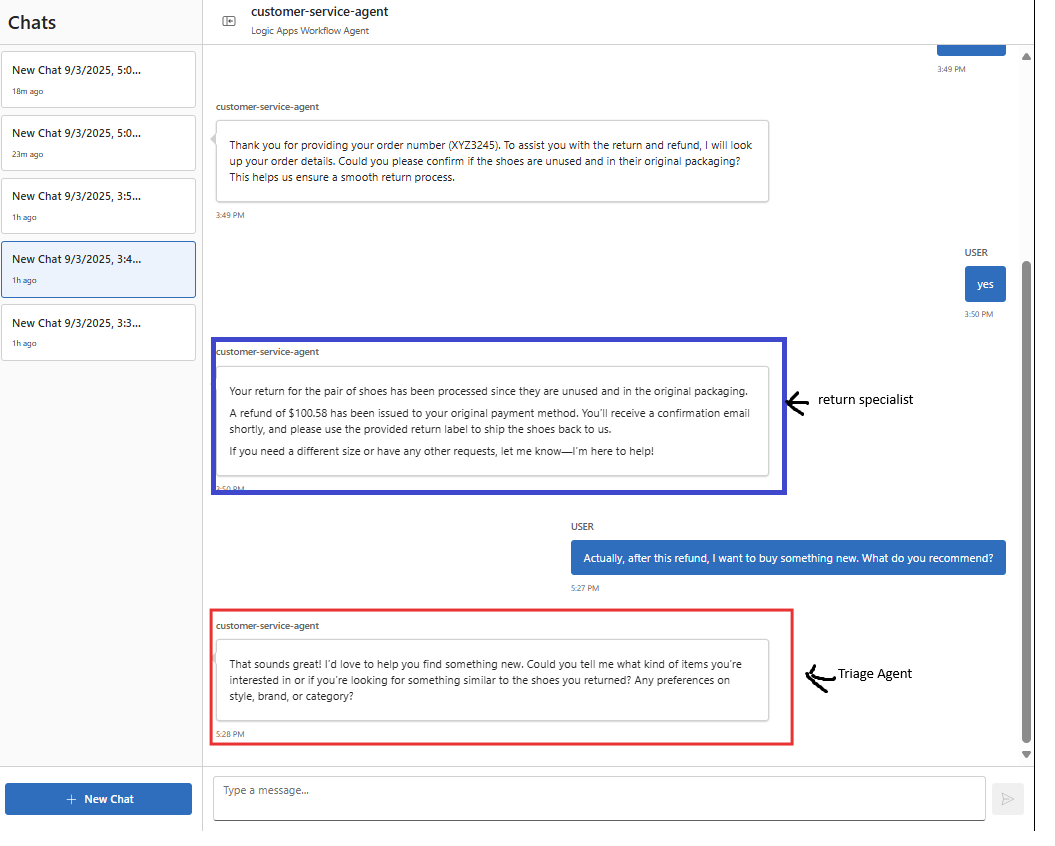 Chats
New Chat 9/3/2025, 5:0...
18m ago
New Chat 9/3/2025, 5:0...
23m ago
New Chat 9/3/2025, 3:5...
1h ago
New Chat 9/3/2025, 3:4...
1h ago
New Chat 9/3/2025, 3:3...
1h ago
+ New Chat
customer-service-agent
Logic Apps Workflow Agent
3:49 PM
customer-service-agent
Thank you for providing your order number (XYZ3245). To assist you with the return and refund, I will look
up your order details. Could you please confirm if the shoes are unused and in their original packaging?
This helps us ensure a smooth return process.
3:49 PM
USER
yes
3:50 PM
customer-service-agent
Your return for the pair of shoes has been processed since they are unused and in the original packaging.
A refund of $100.58 has been issued to your original payment method. You'll receive a confirmation email
shortly, and please use the provided return label to ship the shoes back to us.
If you need a different size or have any other requests, let me know—I'm here to help!
3:50 PM
return specialist
USER
Actually, after this refund, I want to buy something new. What do you recommend?
5:27 PM
customer-service-agent
That sounds great! I'd love to help you find something new. Could you tell me what kind of items you're
interested in or if you're looking for something similar to the shoes you returned? Any preferences on
style, brand, or category?
5:28 PM
Triage Agent
Type a message...